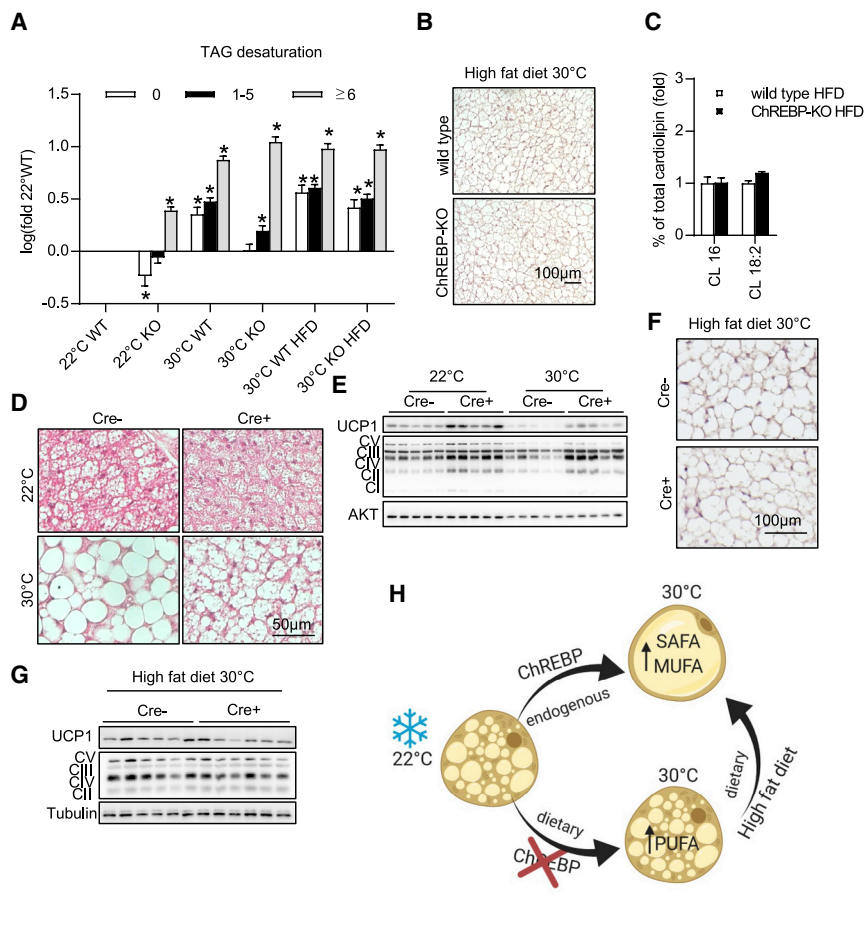 A
TAG desaturation
0
1-5
≥6
log(fold 22°WT)
1.5
1.0
0.5
0.0
-0.5
*
*
*
*
*
*
*
*
*
*
*
*
*
*
22°C WT
22°C KO
30°C WT
30°C KO
30°C WT HFD
30°C KO HFD
B
High fat diet 30°C
wild type
ChREBP-KO
100µm
C
% of total cardiolipin (fold)
3
2
1
0
wild type HFD
ChREBP-KO HFD
CL 16
CL 18:2
D
Cre-
Cre+
22°C
30°C
50µm
E
22°C
30°C
Cre-
Cre+
Cre-
Cre+
UCP1
CV
CIII
CIV
CII
CI
AKT
F
High fat diet 30°C
Cre-
Cre+
100µm
G
High fat diet 30°C
Cre-
Cre+
UCP1
CV
CIII
CIV
CII
Tubulin
H
22°C
ChREBP
endogenous
30°C
SAFA
MUFA
dietary
ChREBP
30°C
PUFA
dietary
High fat diet